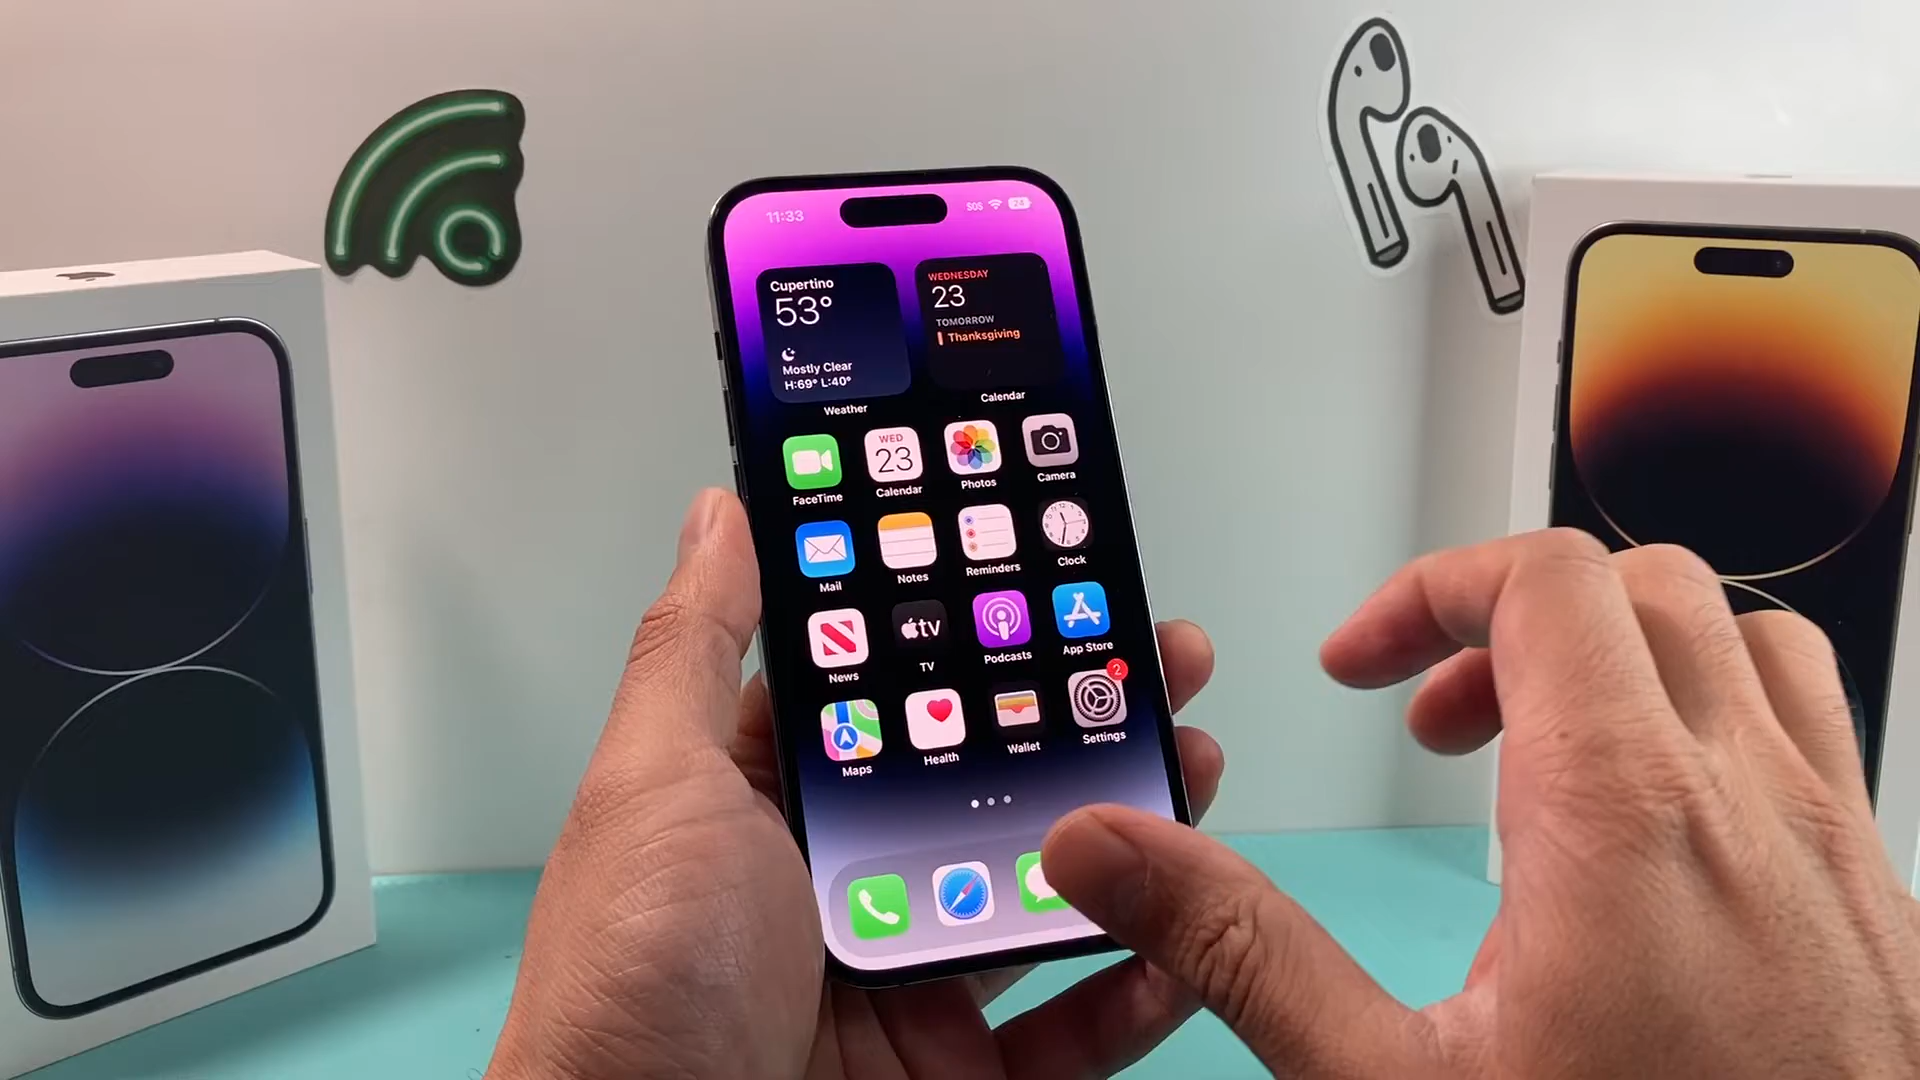 11:33
SOS
24
Cupertino
53°
Mostly Clear
H:69° L:40°
Weather
WEDNESDAY
23
TOMORROW
Thanksgiving
Calendar
FaceTime
WED
23
Calendar
Photos
Camera
Mail
Notes
Reminders
Clock
News
tv
TV
Podcasts
App Store
Maps
Health
Wallet
2
Settings